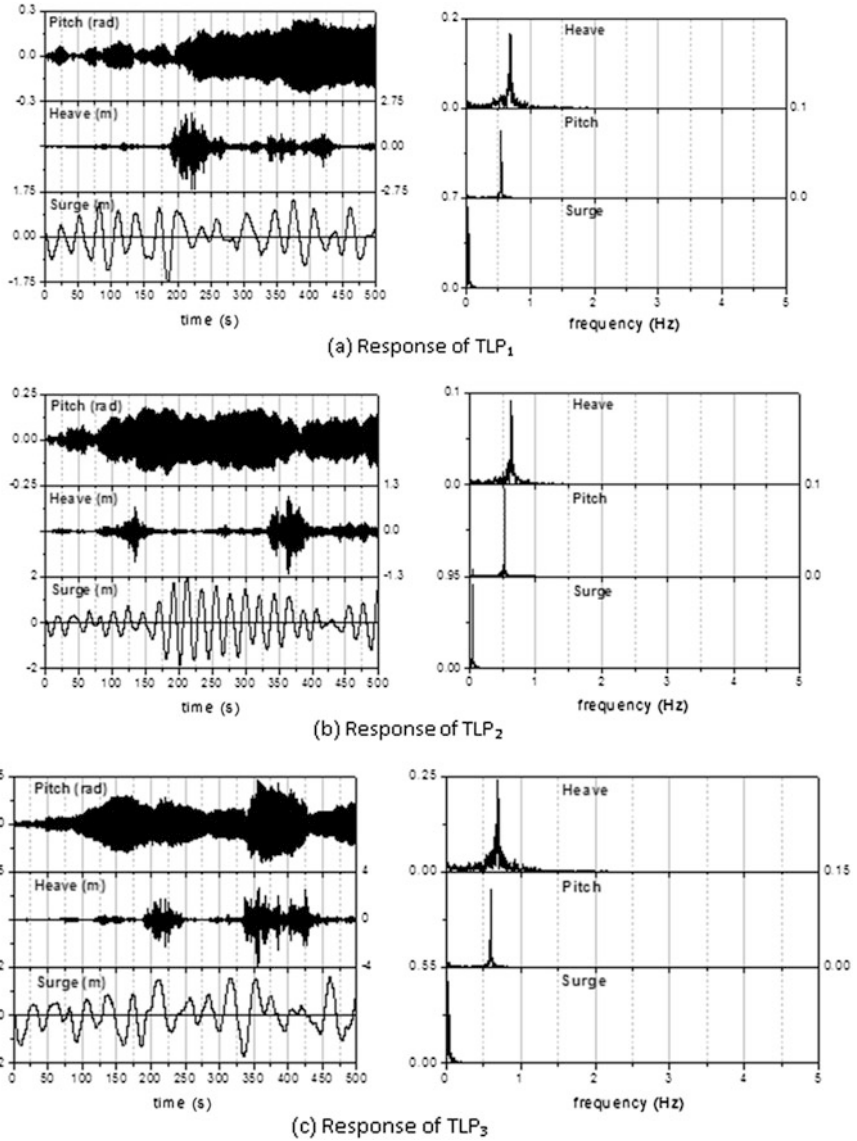 0.3
Pitch (rad)
0.0
-0.3
2.75
Heave (m)
0.00
1.75
-2.75
Surge (m)
0.00
-1.75
0 50 100 150 200 250 300 350 400 450 500
time (s)
0.2
Heave
0.0
0.1
Pitch
0.7
0.0
Surge
0.0
0 1 2 3 4 5
frequency (Hz)
(a) Response of TLP₁
0.25
Pitch (rad)
0.00
-0.25
1.3
Heave (m)
0.0
2
-1.3
Surge (m)
0
-2
0 50 100 150 200 250 300 350 400 450 500
time (s)
0.1
Heave
0.0
0.1
Pitch
0.95
0.0
Surge
0.00
0 1 2 3 4 5
frequency (Hz)
(b) Response of TLP₂
5
Pitch (rad)
0
5
4
Heave (m)
0
2
-4
Surge (m)
0
2
0 50 100 150 200 250 300 350 400 450 500
time (s)
0.25
Heave
0.00
0.15
Pitch
0.55
0.00
Surge
0.00
0 1 2 3 4 5
frequency (Hz)
(c) Response of TLP₃